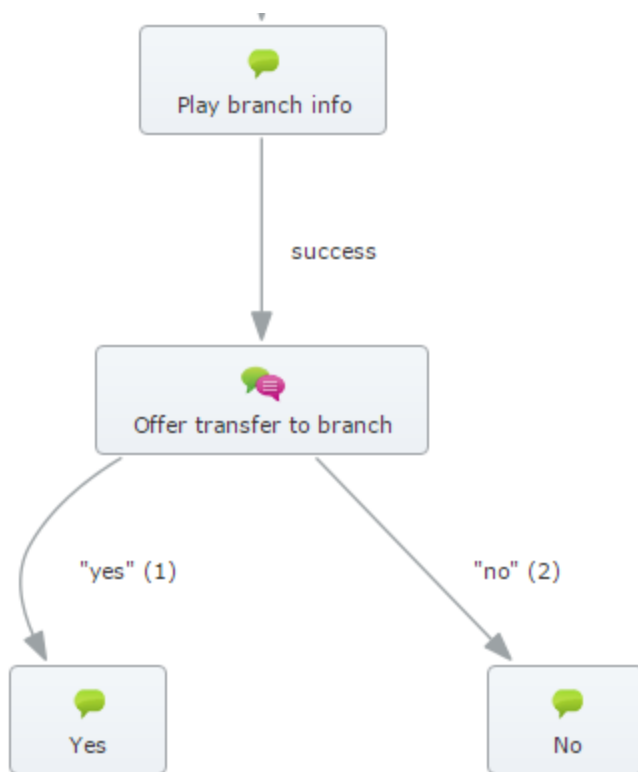 Play branch info
success
Offer transfer to branch
"yes" (1)
"no" (2)
Yes
No